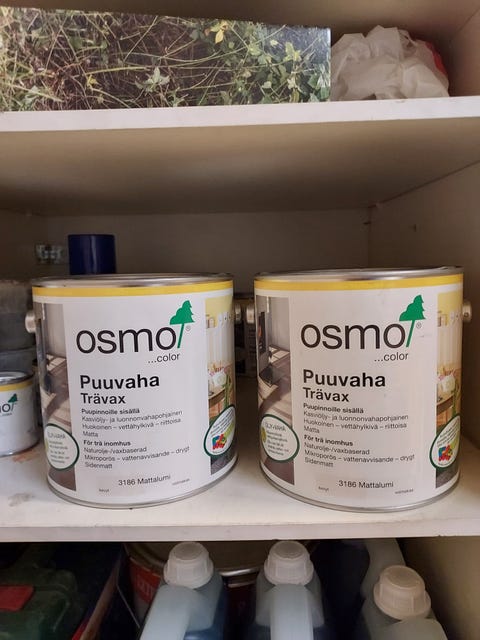 osmo
...color
Puuvaha
Trävax
Puupinnoille sisällä
Kasviöljy- ja luonnonvahapohjainen
Huokoinen – vettähylkivä – riittoisa
Matta
För trä inomhus
Naturolje-/vaxbaserad
Mikroporös – vattenavvisande – drygt
Sidenmatt
3186 Mattalumi
osmo
...color
Puuvaha
Trävax
Puupinnoille sisällä
Kasviöljy- ja luonnonvahapohjainen
Huokoinen – vettähylkivä – riittoisa
Matta
För trä inomhus
Naturolje-/vaxbaserad
Mikroporös – vattenavvisande – drygt
Sidenmatt
3186 Mattalumi